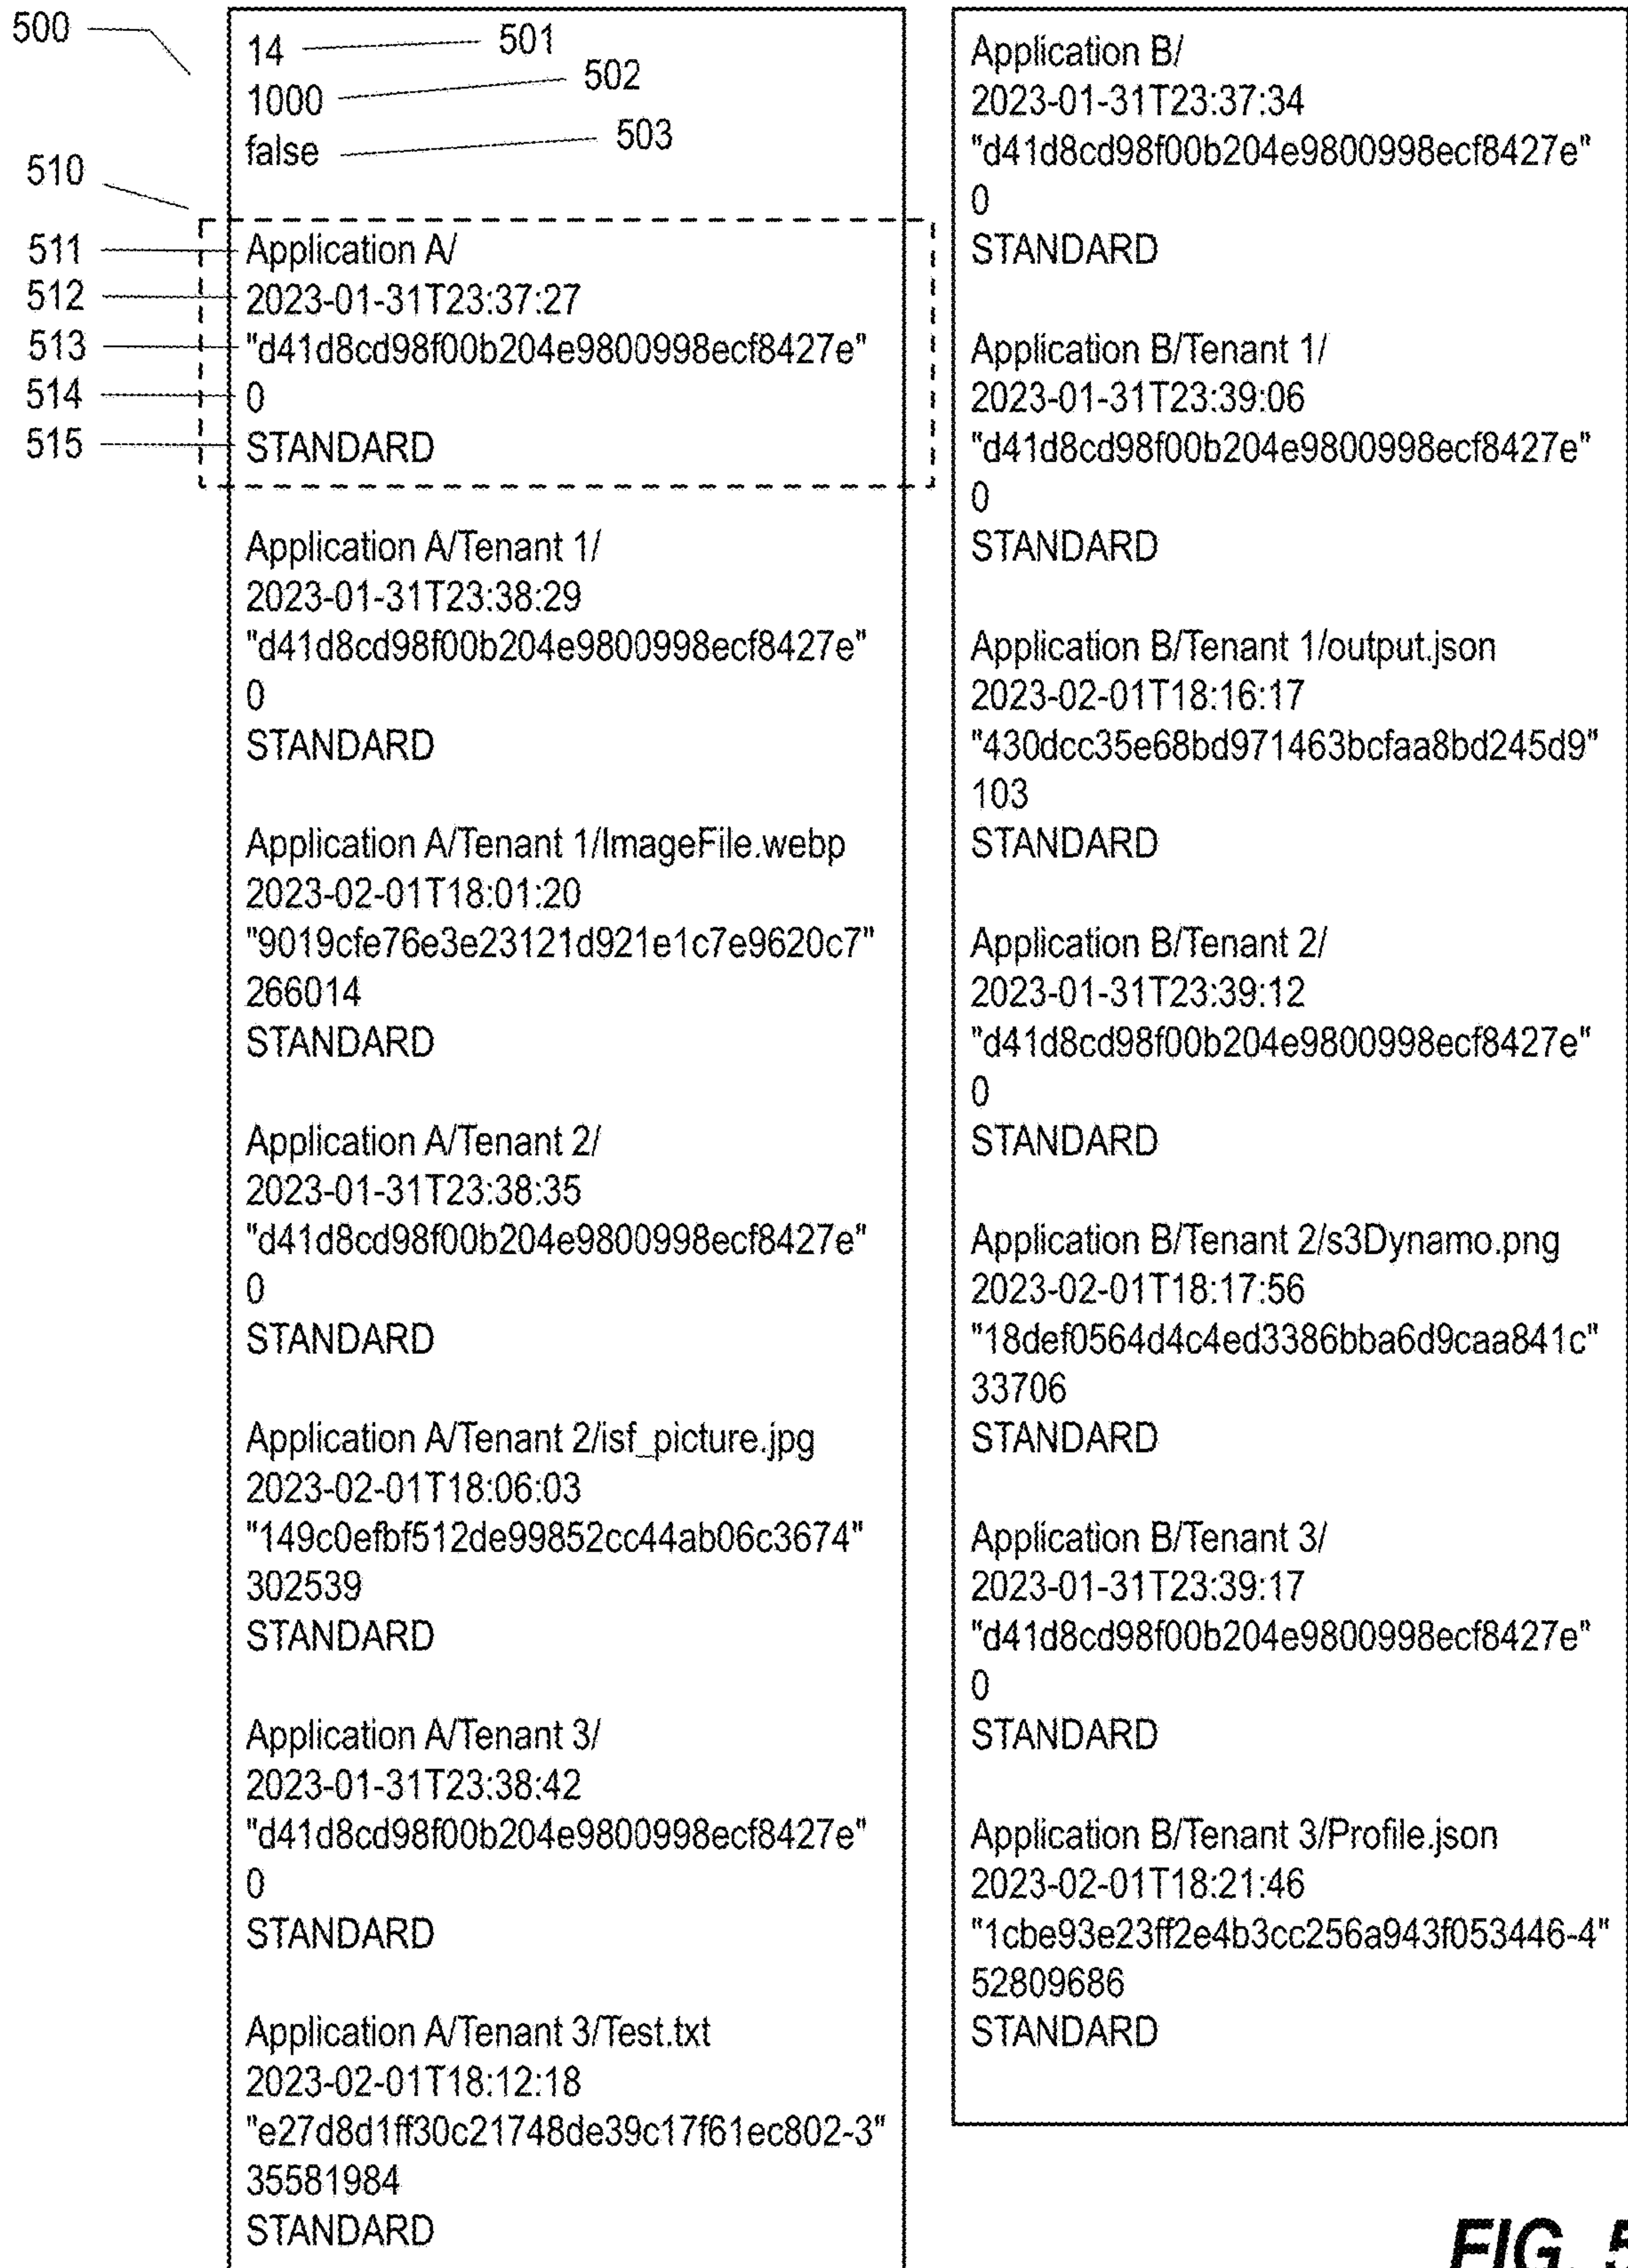 500
14
501
1000
502
false
503
510
511
Application A/
512
2023-01-31T23:37:27
513
"d41d8cd98f00b204e9800998ecf8427e"
514
0
515
STANDARD
Application A/Tenant 1/
2023-01-31T23:38:29
"d41d8cd98f00b204e9800998ecf8427e"
0
STANDARD
Application A/Tenant 1/ImageFile.webp
2023-02-01T18:01:20
"9019cfe76e3e23121d921e1c7e9620c7"
266014
STANDARD
Application A/Tenant 2/
2023-01-31T23:38:35
"d41d8cd98f00b204e9800998ecf8427e"
0
STANDARD
Application A/Tenant 2/isf_picture.jpg
2023-02-01T18:06:03
"149c0efbf512de99852cc44ab06c3674"
302539
STANDARD
Application A/Tenant 3/
2023-01-31T23:38:42
"d41d8cd98f00b204e9800998ecf8427e"
0
STANDARD
Application A/Tenant 3/Test.txt
2023-02-01T18:12:18
"e27d8d1ff30c21748de39c17f61ec802-3"
35581984
STANDARD
Application B/
2023-01-31T23:37:34
"d41d8cd98f00b204e9800998ecf8427e"
0
STANDARD
Application B/Tenant 1/
2023-01-31T23:39:06
"d41d8cd98f00b204e9800998ecf8427e"
0
STANDARD
Application B/Tenant 1/output.json
2023-02-01T18:16:17
"430dcc35e68bd971463bcfaa8bd245d9"
103
STANDARD
Application B/Tenant 2/
2023-01-31T23:39:12
"d41d8cd98f00b204e9800998ecf8427e"
0
STANDARD
Application B/Tenant 2/s3Dynamo.png
2023-02-01T18:17:56
"18def0564d4c4ed3386bba6d9caa841c"
33706
STANDARD
Application B/Tenant 3/
2023-01-31T23:39:17
"d41d8cd98f00b204e9800998ecf8427e"
0
STANDARD
Application B/Tenant 3/Profile.json
2023-02-01T18:21:46
"1cbe93e23ff2e4b3cc256a943f053446-4"
52809686
STANDARD
FIG. 5